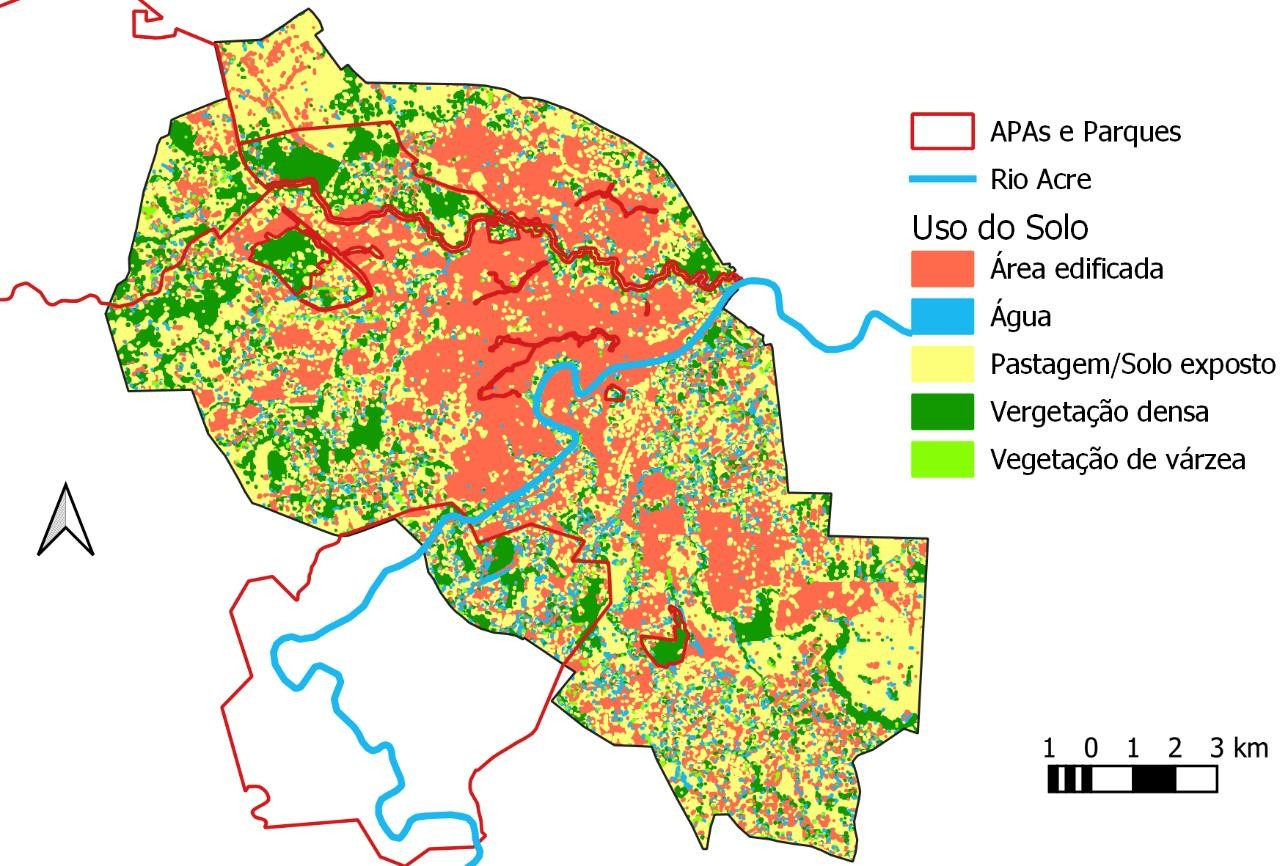 APAs e Parques
Rio Acre
Uso do Solo
Área edificada
Água
Pastagem/Solo exposto
Vergetação densa
Vegetação de várzea
1 0 1 2 3 km